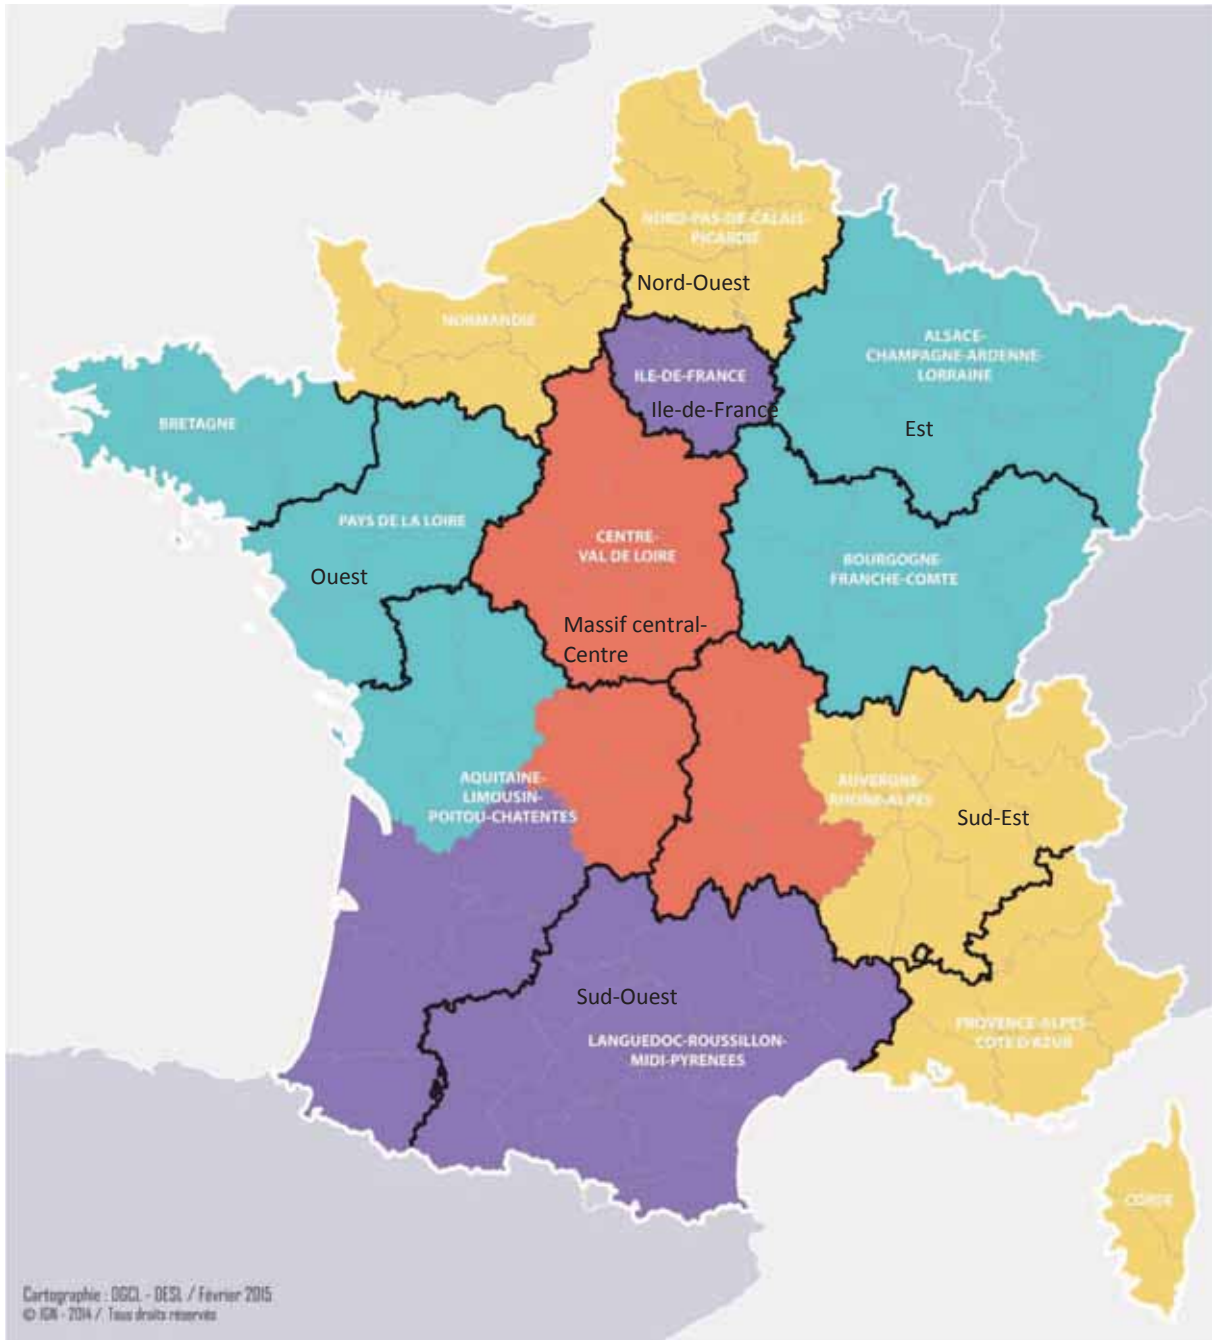 NORD-PAS-DE-CALAIS-
PICARDIE
Nord-Ouest
NORMANDIE
ILE-DE-FRANCE
Ile-de-France
ALSACE-
CHAMPAGNE-ARDENNE-
LORRAINE
Est
BRETAGNE
PAYS DE LA LOIRE
Ouest
CENTRE-
VAL DE LOIRE
Massif central-
Centre
BOURGOGNE-
FRANCHE-COMTE
AQUITAINE-
LIMOUSIN-
POITOU-CHATENTES
AUVERGNE-
RHONE-ALPES
Sud-Est
Sud-Ouest
LANGUEDOC-ROUSSILLON-
MIDI-PYRENEES
PROVENCE-ALPES-
COTE D'AZUR
CORSE
Cartographie : DGCL - DESL / Février 2015
© IGN - 2014 / Tous droits réservés